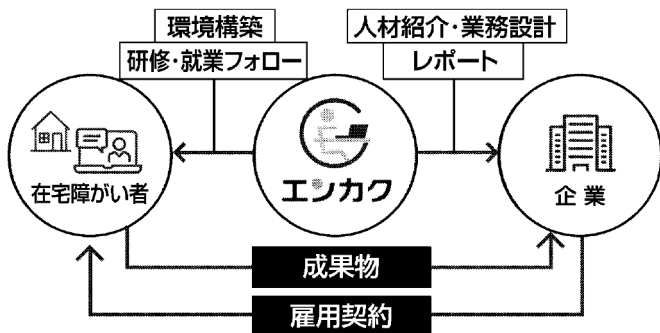 環境構築
研修・就業フォロー
人材紹介・業務設計
レポート
在宅障がい者
エンカク
企業
成果物
雇用契約